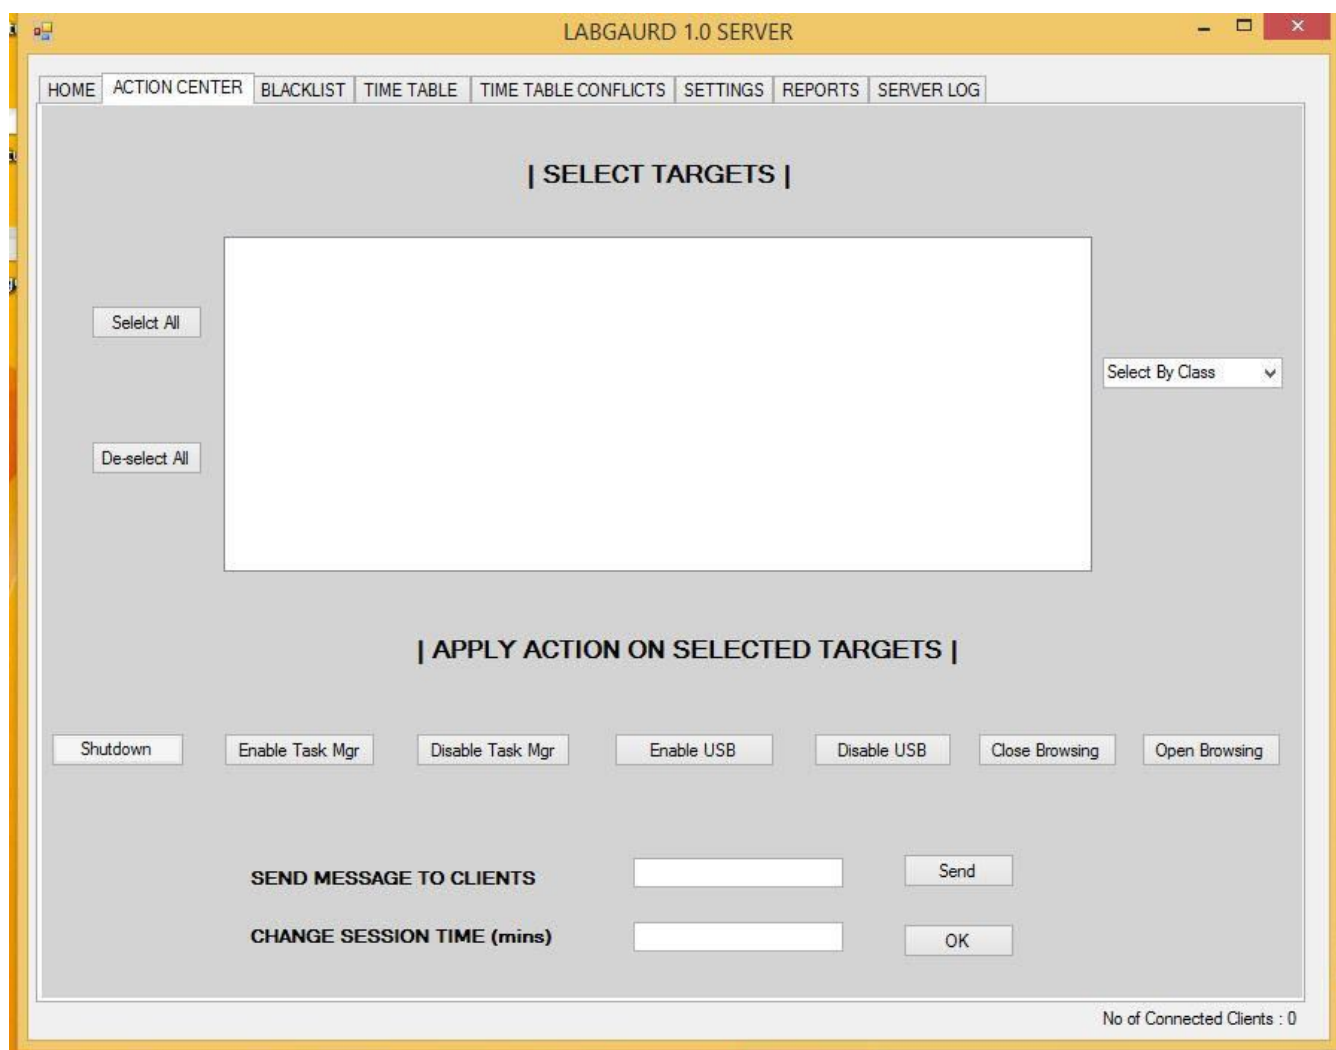 LABGAURD 1.0 SERVER
HOME ACTION CENTER BLACKLIST TIME TABLE TIME TABLE CONFLICTS SETTINGS REPORTS SERVER LOG
| SELECT TARGETS |
Selelct All
Select By Class
De-select All
| APPLY ACTION ON SELECTED TARGETS |
Shutdown Enable Task Mgr Disable Task Mgr Enable USB Disable USB Close Browsing Open Browsing
SEND MESSAGE TO CLIENTS Send
CHANGE SESSION TIME (mins) OK
No of Connected Clients : 0